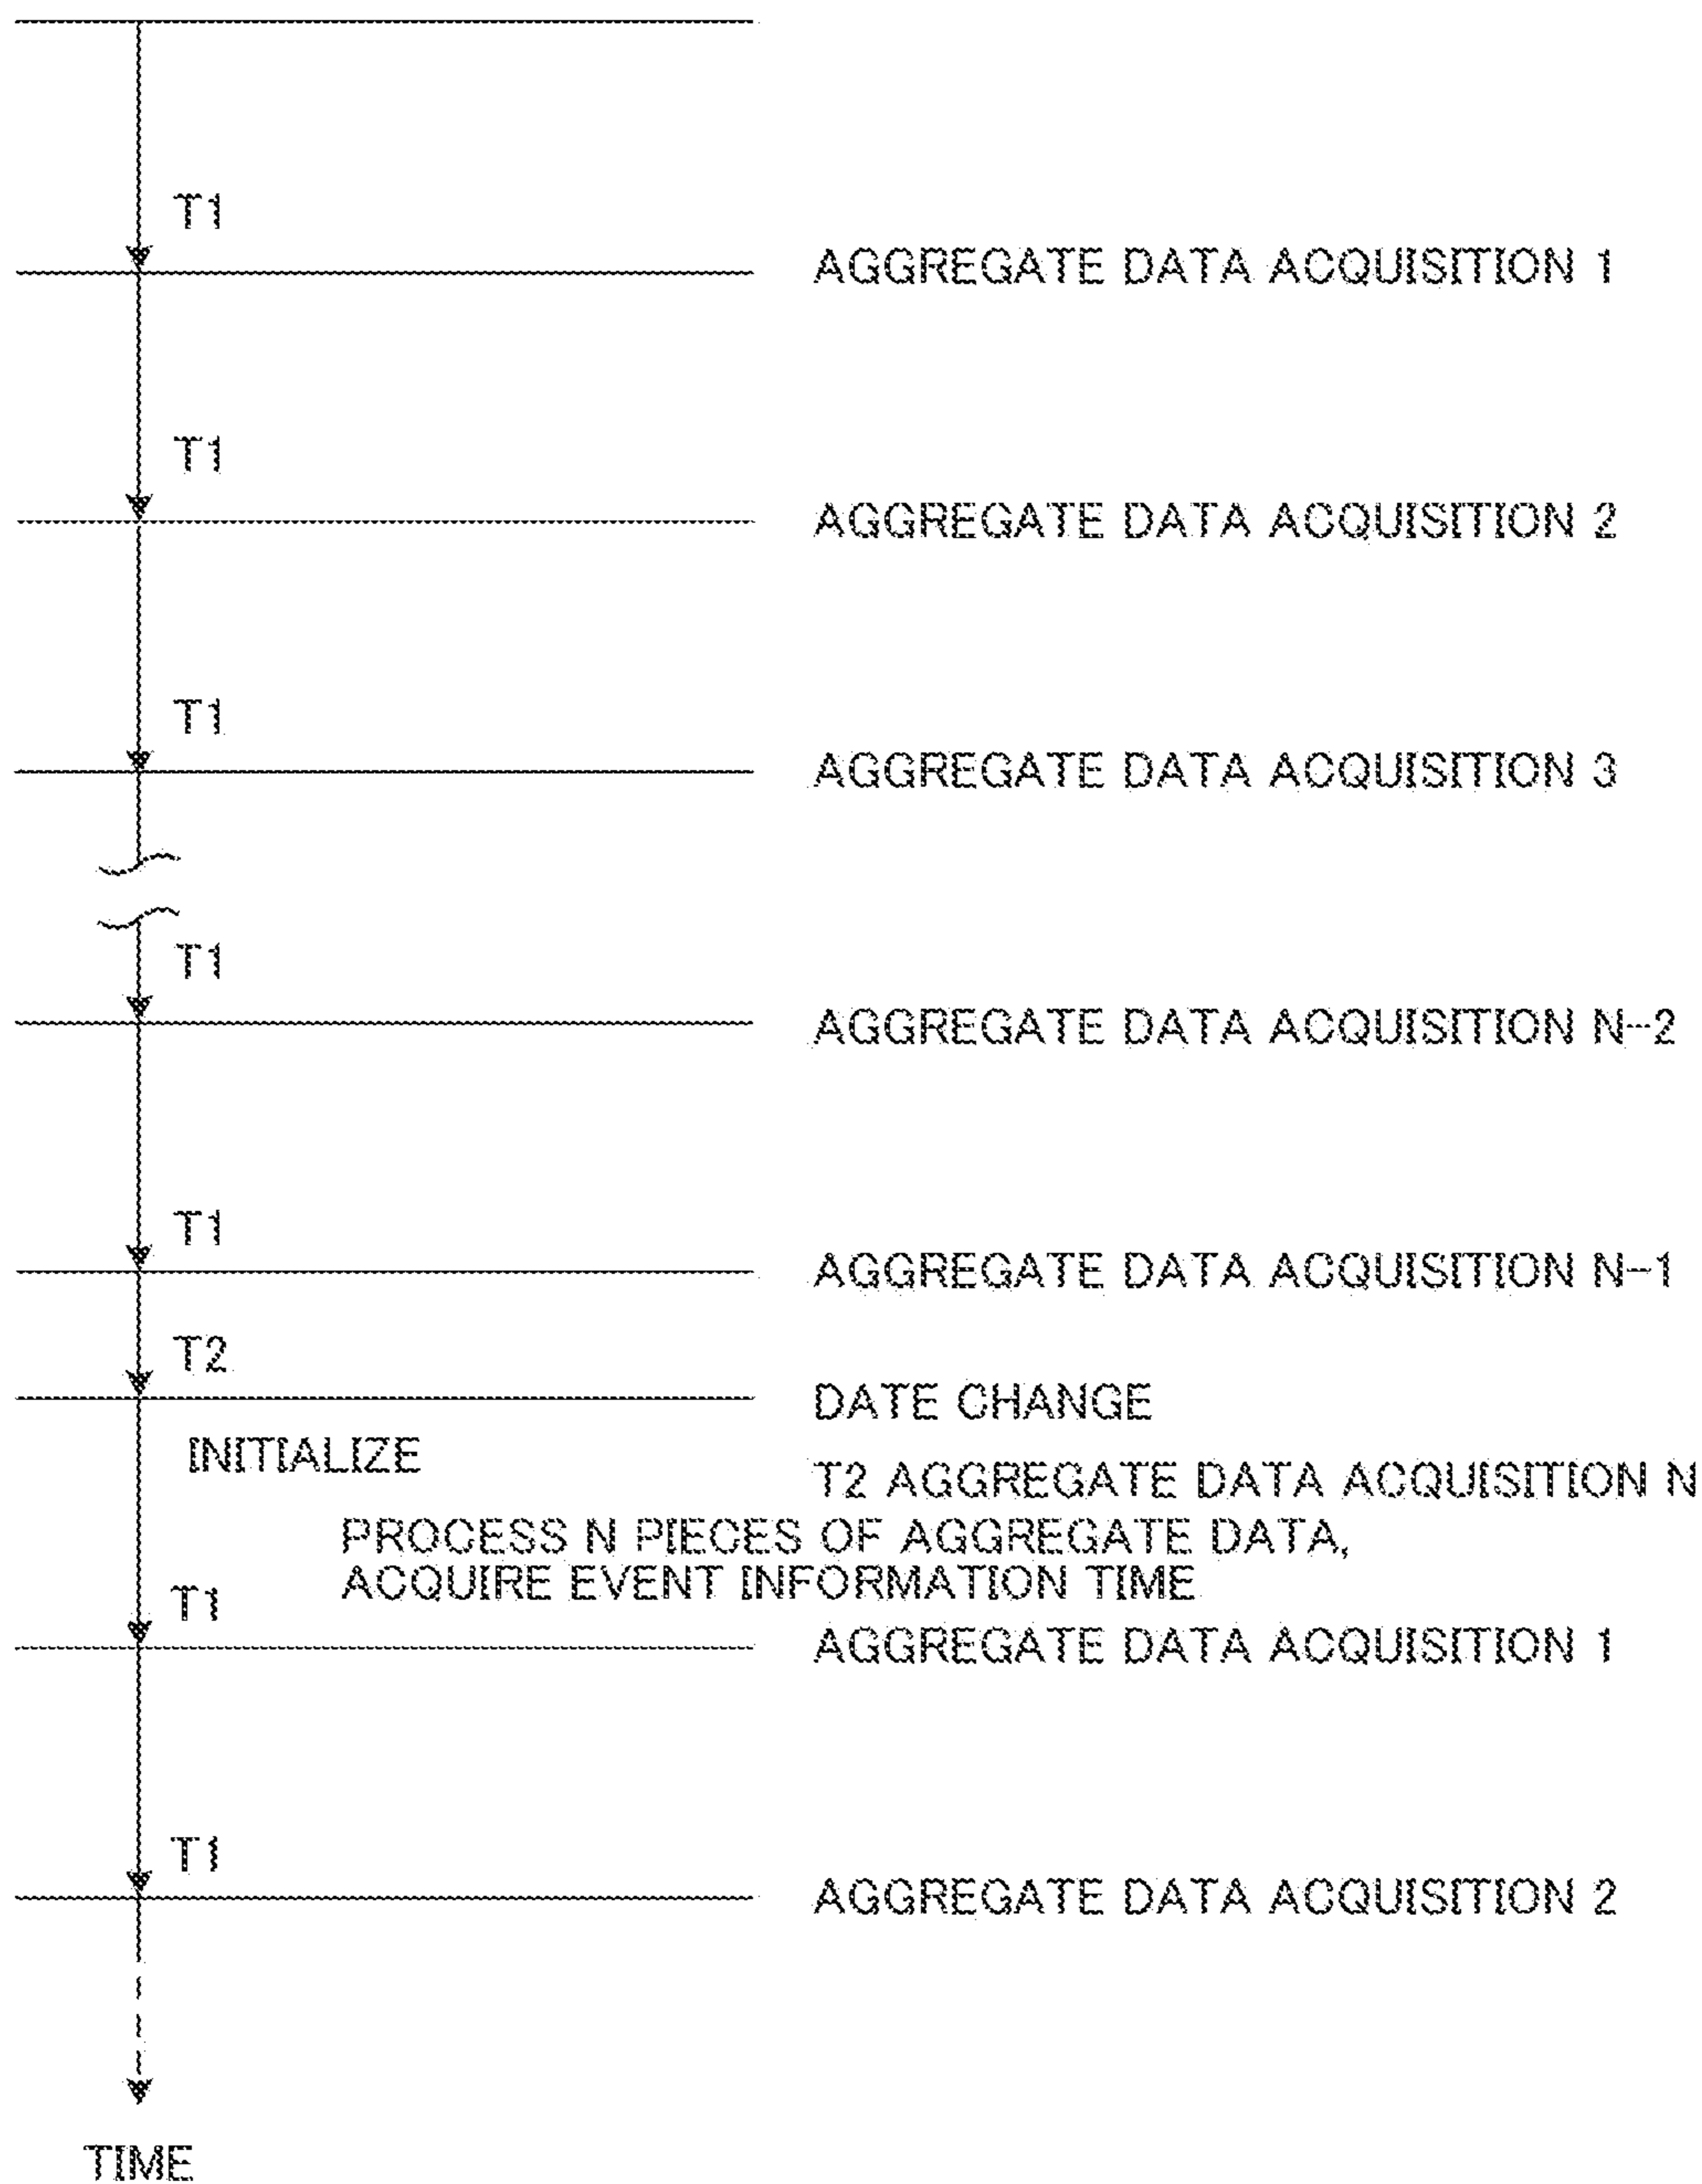 T1
AGGREGATE DATA ACQUISITION 1
T1
AGGREGATE DATA ACQUISITION 2
T1
AGGREGATE DATA ACQUISITION 3
T1
AGGREGATE DATA ACQUISITION N-2
T1
AGGREGATE DATA ACQUISITION N-1
T2
DATE CHANGE
INITIALIZE
T2 AGGREGATE DATA ACQUISITION N
PROCESS N PIECES OF AGGREGATE DATA,
ACQUIRE EVENT INFORMATION TIME
T1
AGGREGATE DATA ACQUISITION 1
T1
AGGREGATE DATA ACQUISITION 2
TIME